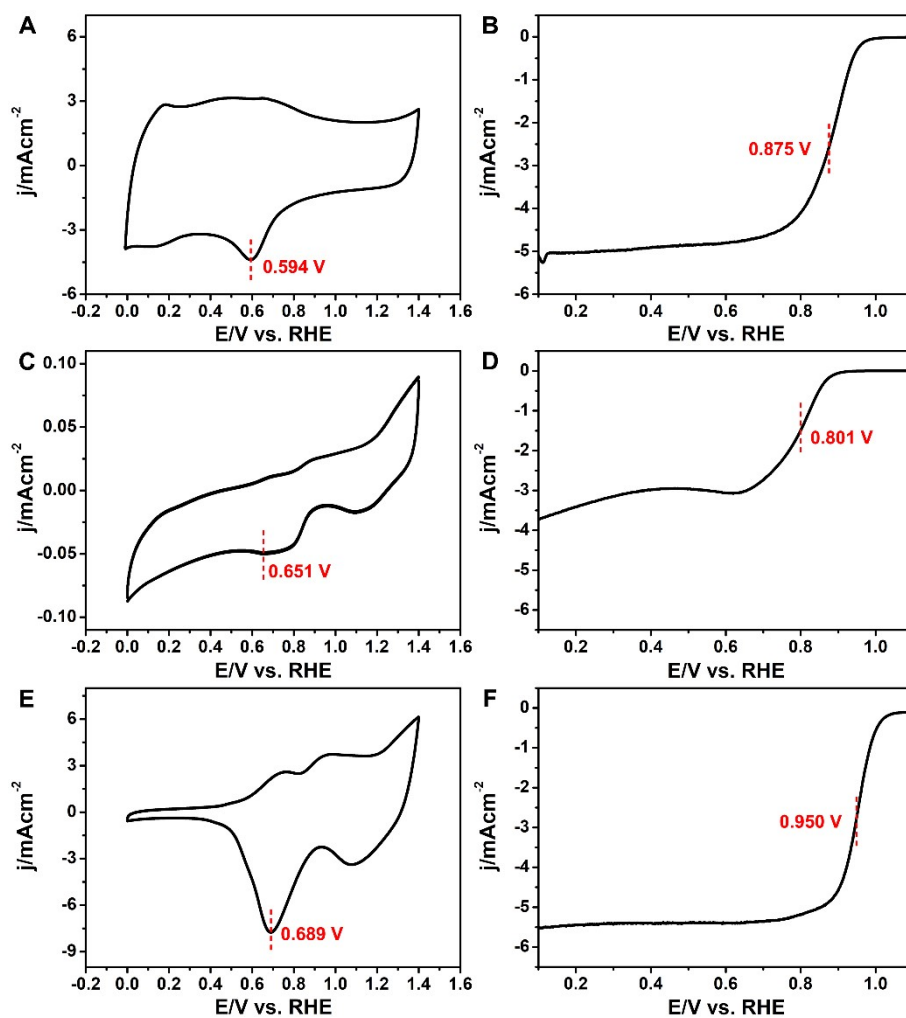 A
6
3
0
-3
-6
j/mAcm-2
-0.2 0.0 0.2 0.4 0.6 0.8 1.0 1.2 1.4 1.6
E/V vs. RHE
0.594 V
B
0
-1
-2
-3
-4
-5
-6
j/mAcm-2
0.2 0.4 0.6 0.8 1.0
E/V vs. RHE
0.875 V
C
0.10
0.05
0.00
-0.05
-0.10
j/mAcm-2
-0.2 0.0 0.2 0.4 0.6 0.8 1.0 1.2 1.4 1.6
E/V vs. RHE
0.651 V
D
0
-1
-2
-3
-4
-5
-6
j/mAcm-2
0.2 0.4 0.6 0.8 1.0
E/V vs. RHE
0.801 V
E
6
3
0
-3
-6
-9
j/mAcm-2
-0.2 0.0 0.2 0.4 0.6 0.8 1.0 1.2 1.4 1.6
E/V vs. RHE
0.689 V
F
0
-1
-2
-3
-4
-5
-6
j/mAcm-2
0.2 0.4 0.6 0.8 1.0
E/V vs. RHE
0.950 V